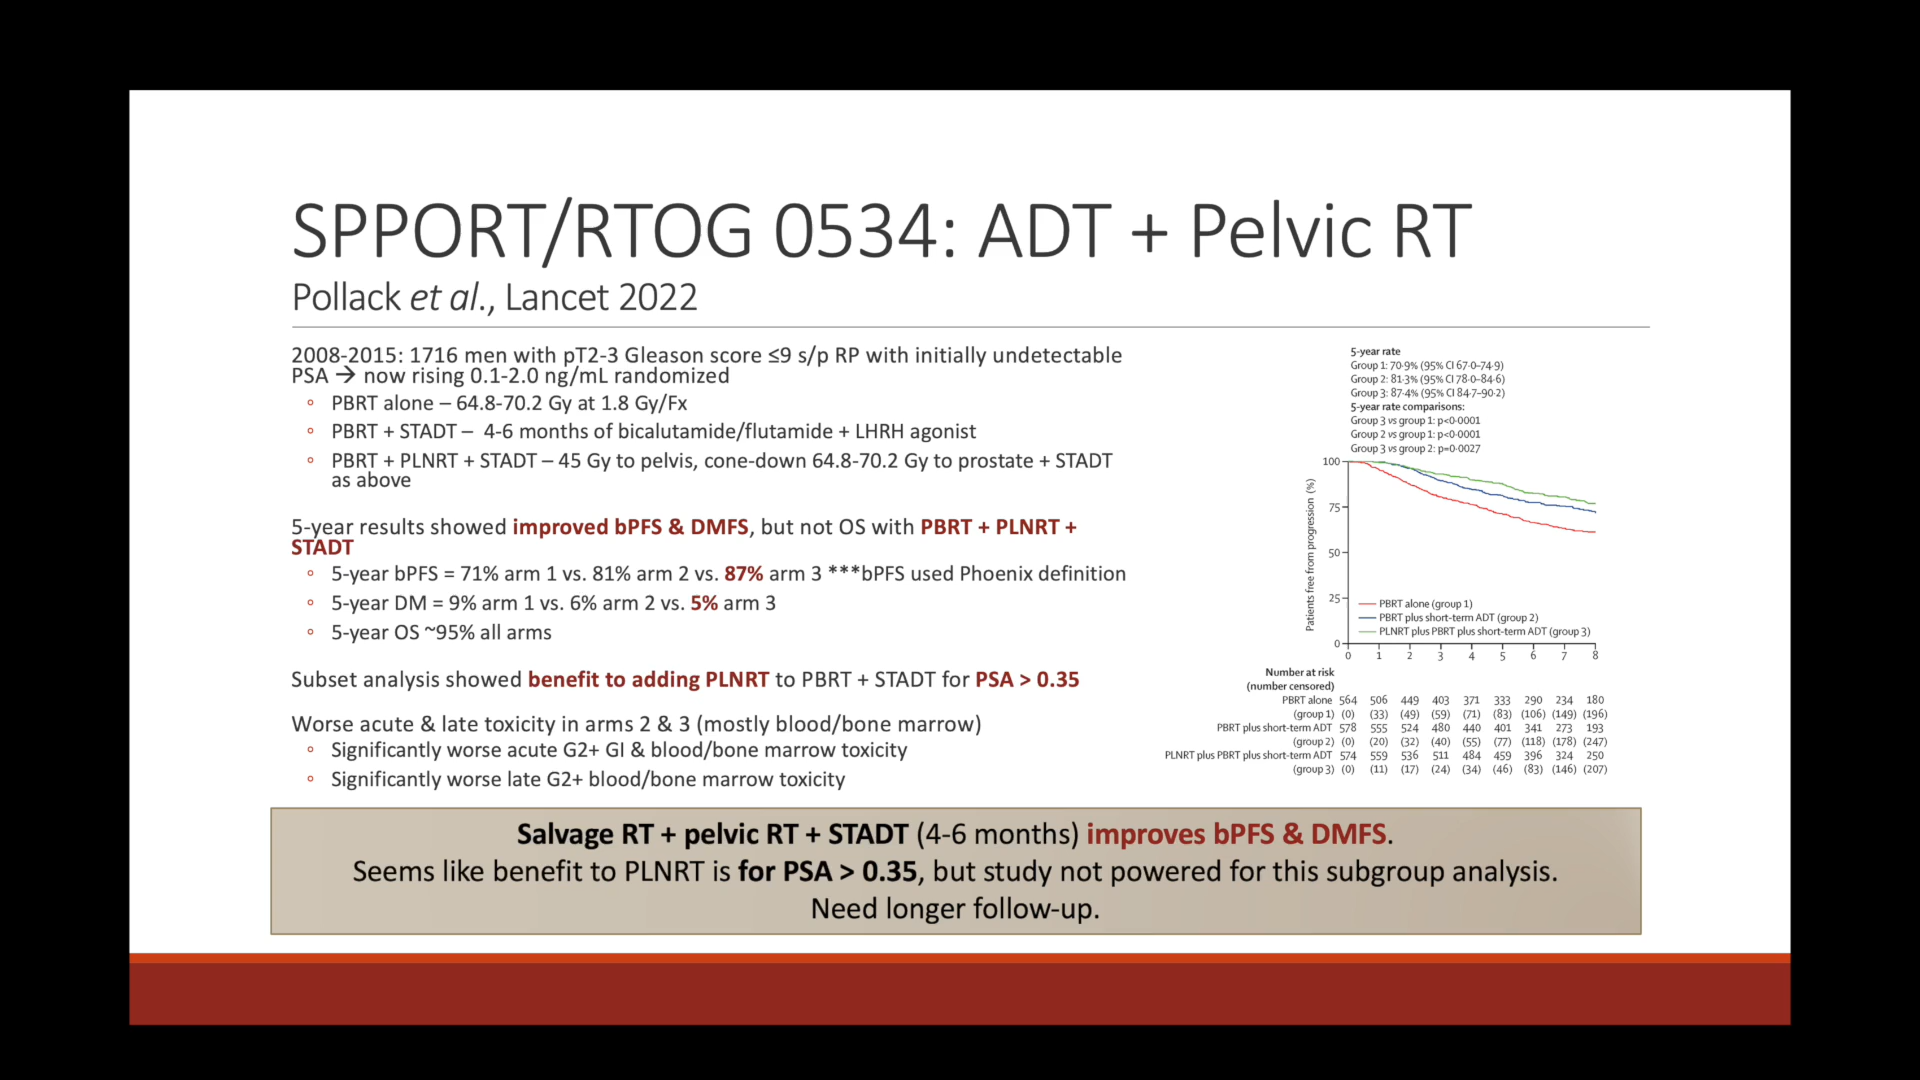 SPPORT/RTOG 0534: ADT + Pelvic RT
Pollack et al., Lancet 2022
2008-2015: 1716 men with pT2-3 Gleason score ≤9 s/p RP with initially undetectable
PSA → now rising 0.1-2.0 ng/mL randomized
◦ PBRT alone – 64.8-70.2 Gy at 1.8 Gy/Fx
◦ PBRT + STADT – 4-6 months of bicalutamide/flutamide + LHRH agonist
◦ PBRT + PLNRT + STADT – 45 Gy to pelvis, cone-down 64.8-70.2 Gy to prostate + STADT
as above
5-year results showed improved bPFS & DMFS, but not OS with PBRT + PLNRT +
STADT
◦ 5-year bPFS = 71% arm 1 vs. 81% arm 2 vs. 87% arm 3 ***bPFS used Phoenix definition
◦ 5-year DM = 9% arm 1 vs. 6% arm 2 vs. 5% arm 3
◦ 5-year OS ~95% all arms
Subset analysis showed benefit to adding PLNRT to PBRT + STADT for PSA > 0.35
Worse acute & late toxicity in arms 2 & 3 (mostly blood/bone marrow)
◦ Significantly worse acute G2+ GI & blood/bone marrow toxicity
◦ Significantly worse late G2+ blood/bone marrow toxicity
5-year rate
Group 1: 70·9% (95% CI 67·0–74·9)
Group 2: 81·3% (95% CI 78·0–84·6)
Group 3: 87·4% (95% CI 84·7–90·2)
5-year rate comparisons:
Group 3 vs group 1: p<0·0001
Group 2 vs group 1: p<0·0001
Group 3 vs group 2: p=0·0027
Patients free from progression (%)
100
75
50
25
0
PBRT alone (group 1)
PBRT plus short-term ADT (group 2)
PLNRT plus PBRT plus short-term ADT (group 3)
0 1 2 3 4 5 6 7 8
Number at risk
(number censored)
PBRT alone 564 506 449 403 371 333 290 234 180
(group 1) (0) (33) (49) (59) (71) (83) (106) (149) (196)
PBRT plus short-term ADT 578 555 524 480 440 401 341 273 193
(group 2) (0) (20) (32) (40) (55) (77) (118) (178) (247)
PLNRT plus PBRT plus short-term ADT 574 559 536 511 484 459 396 324 250
(group 3) (0) (11) (17) (24) (34) (46) (83) (146) (207)
Salvage RT + pelvic RT + STADT (4-6 months) improves bPFS & DMFS.
Seems like benefit to PLNRT is for PSA > 0.35, but study not powered for this subgroup analysis.
Need longer follow-up.